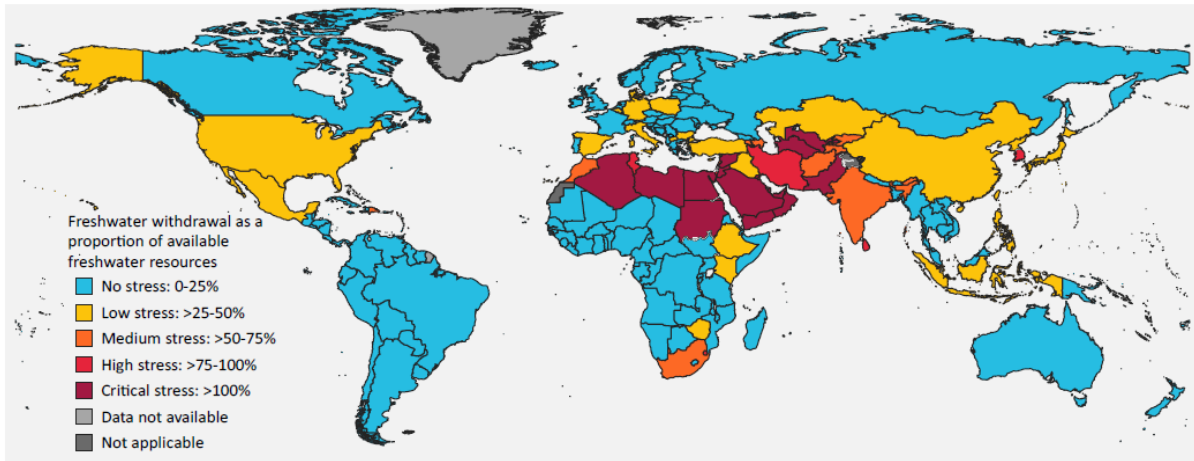 Freshwater withdrawal as a
proportion of available
freshwater resources
No stress: 0-25%
Low stress: >25-50%
Medium stress: >50-75%
High stress: >75-100%
Critical stress: >100%
Data not available
Not applicable